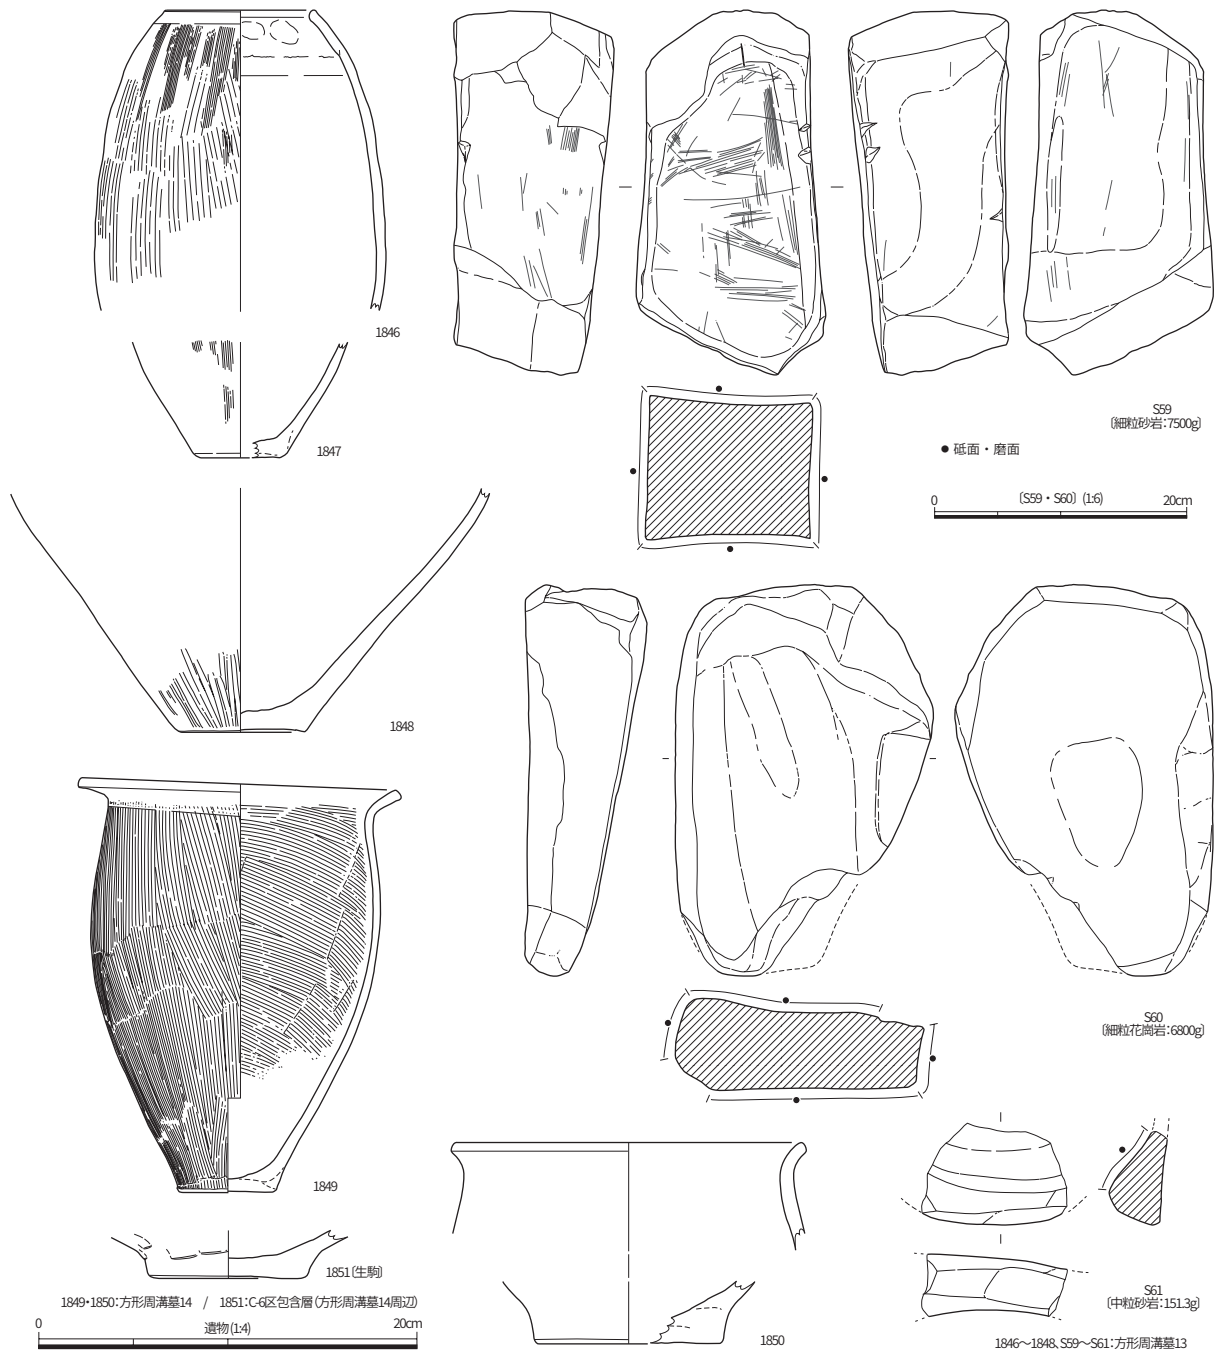 1846
1847
S59
〔細粒砂岩：7500g〕
● 砥面・磨面
0 〔S59・S60〕 (1:6) 20cm
1848
S60
〔細粒花崗岩：6800g〕
1849
1851〔生駒〕
1849・1850：方形周溝墓14 / 1851：C-6区包含層（方形周溝墓14周辺）
0 遺物(1:4) 20cm
1850
S61
〔中粒砂岩：151.3g〕
1846〜1848、S59〜S61：方形周溝墓13